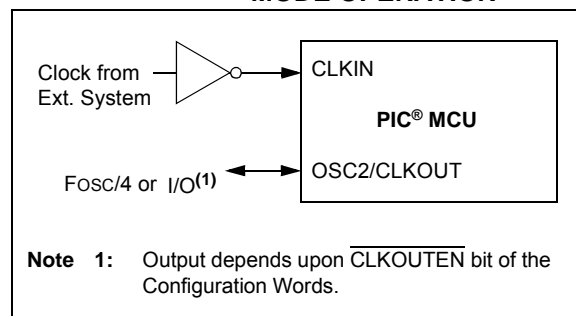 MODE OPERATION
Clock from
Ext. System
CLKIN
PIC® MCU
FOSC/4 or I/O(1)
OSC2/CLKOUT
Note 1: Output depends upon CLKOUTEN bit of the
Configuration Words.